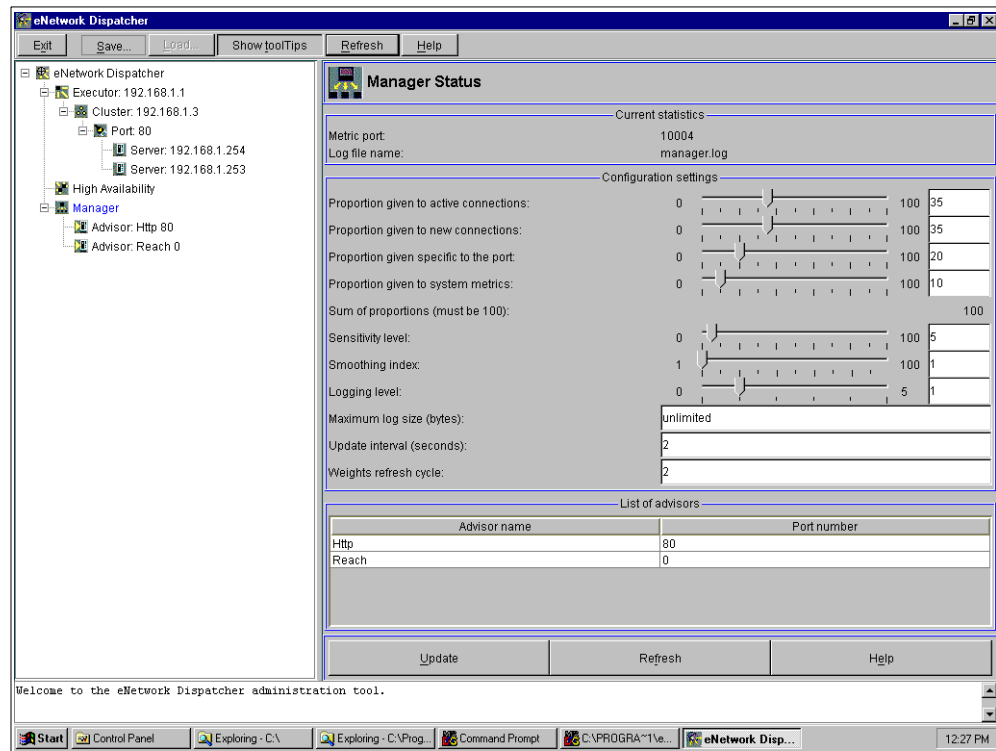 eNetwork Dispatcher
Exit Save... Load... Show toolTips Refresh Help
eNetwork Dispatcher
Executor: 192.168.1.1
Cluster: 192.168.1.3
Port: 80
Server: 192.168.1.254
Server: 192.168.1.253
High Availability
Manager
Advisor: Http 80
Advisor: Reach 0
Manager Status
Current statistics
Metric port: 10004
Log file name: manager.log
Configuration settings
Proportion given to active connections: 0 100 35
Proportion given to new connections: 0 100 35
Proportion given specific to the port: 0 100 20
Proportion given to system metrics: 0 100 10
Sum of proportions (must be 100): 100
Sensitivity level: 0 100 5
Smoothing index: 1 100 1
Logging level: 0 5 1
Maximum log size (bytes): unlimited
Update interval (seconds): 2
Weights refresh cycle: 2
List of advisors
Advisor name Port number
Http 80
Reach 0
Update Refresh Help
Welcome to the eNetwork Dispatcher administration tool.
Start Control Panel Exploring - C:\ Exploring - C:\Prog... Command Prompt C:\PROGRA~1\e... eNetwork Disp... 12:27 PM